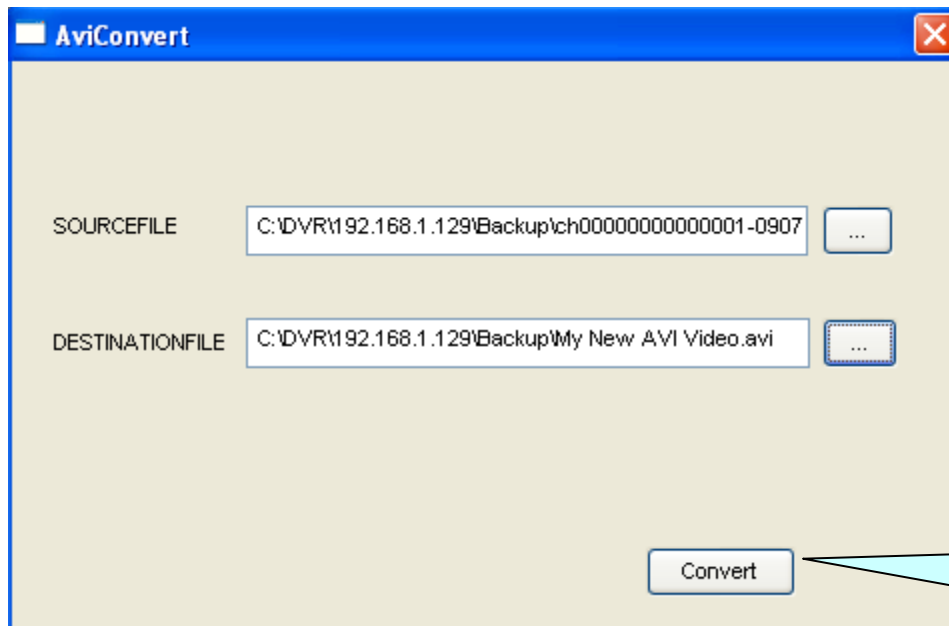 AviConvert
SOURCEFILE
C:\DVR\192.168.1.129\Backup\ch00000000000001-0907
...
DESTINATIONFILE
C:\DVR\192.168.1.129\Backup\My New AVI Video.avi
...
Convert